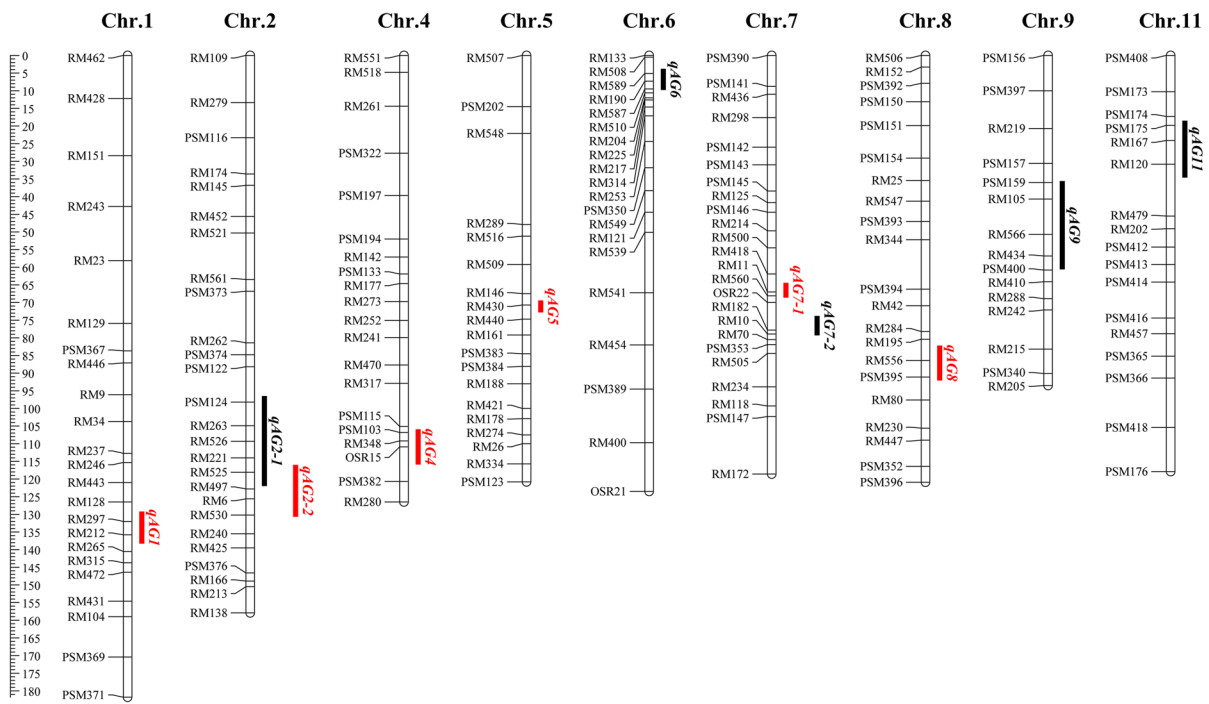 Chr.1 Chr.2 Chr.4 Chr.5 Chr.6 Chr.7 Chr.8 Chr.9 Chr.11
0
5
10
15
20
25
30
35
40
45
50
55
60
65
70
75
80
85
90
95
100
105
110
115
120
125
130
135
140
145
150
155
160
165
170
175
180
RM462
RM428
RM151
RM243
RM23
RM129
PSM367
RM446
RM9
RM34
RM237
RM246
RM443
RM128
RM297
RM212
RM265
RM315
RM472
RM431
RM104
PSM369
PSM371
qAG1
RM109
RM279
PSM116
RM174
RM145
RM452
RM521
RM561
PSM373
RM262
PSM374
PSM122
PSM124
RM263
RM526
RM221
RM525
RM497
RM6
RM530
RM240
RM425
PSM376
RM166
RM213
RM138
qAG2-1
qAG2-2
RM551
RM518
RM261
PSM322
PSM197
PSM194
RM142
PSM133
RM177
RM273
RM252
RM241
RM470
RM317
PSM115
PSM103
RM348
OSR15
PSM382
RM280
qAG4
RM507
PSM202
RM548
RM289
RM516
RM509
RM146
RM430
RM440
RM161
PSM383
PSM384
RM188
RM421
RM178
RM274
RM26
RM334
PSM123
qAG5
RM133
RM508
RM589
RM190
RM587
RM510
RM204
RM225
RM217
RM314
RM253
PSM350
RM549
RM121
RM539
RM541
RM454
PSM389
RM400
OSR21
qAG6
PSM390
PSM141
RM436
RM298
PSM142
PSM143
PSM145
RM125
PSM146
RM214
RM500
RM418
RM11
RM560
OSR22
RM182
RM10
RM70
PSM353
RM505
RM234
RM118
PSM147
RM172
qAG7-1
qAG7-2
RM506
RM152
PSM392
PSM150
PSM151
PSM154
RM25
RM547
PSM393
RM344
PSM394
RM42
RM284
RM195
RM556
PSM395
RM80
RM230
RM447
PSM352
PSM396
qAG8
PSM156
PSM397
RM219
PSM157
PSM159
RM105
RM566
RM434
PSM400
RM410
RM288
RM242
RM215
PSM340
RM205
qAG9
PSM408
PSM173
PSM174
PSM175
RM167
RM120
RM479
RM202
PSM412
PSM413
PSM414
PSM416
RM457
PSM365
PSM366
PSM418
PSM176
qAG11